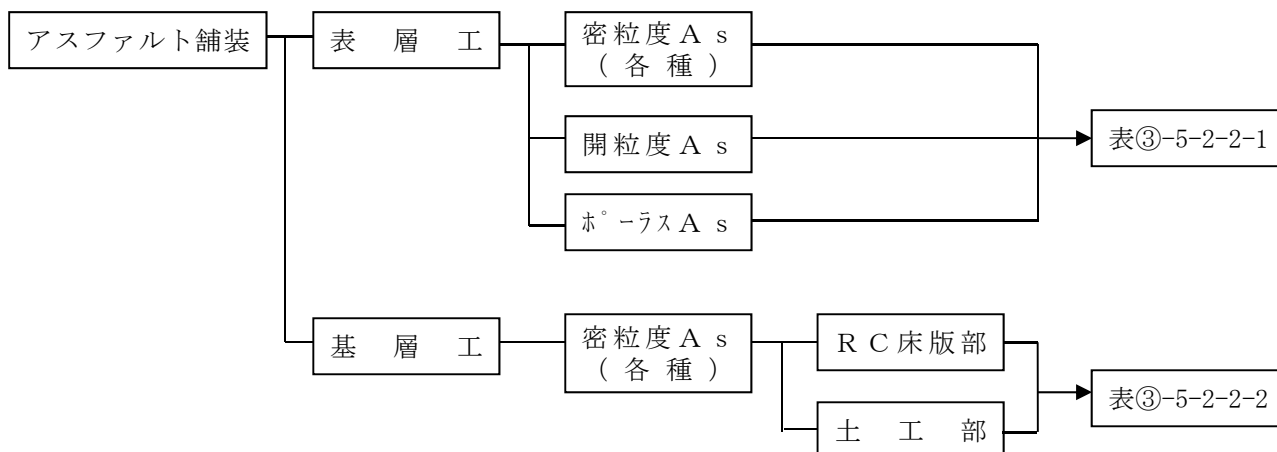 アスファルト舗装
表層工
密粒度Ａｓ
(各種)
開粒度Ａｓ
ﾎﾟｰﾗｽＡｓ
表③-5-2-2-1
基層工
密粒度Ａｓ
(各種)
ＲＣ床版部
土工部
表③-5-2-2-2